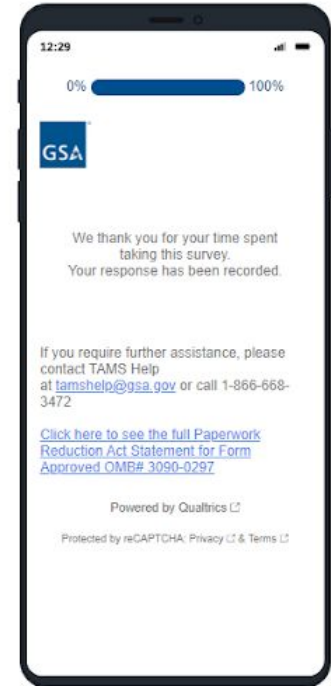 12:29
0% 100%
GSA
We thank you for your time spent
taking this survey.
Your response has been recorded.
If you require further assistance, please
contact TAMS Help
at tamshelp@gsa.gov or call 1-866-668-
3472
Click here to see the full Paperwork
Reduction Act Statement for Form
Approved OMB# 3090-0297
Powered by Qualtrics
Protected by reCAPTCHA: Privacy & Terms